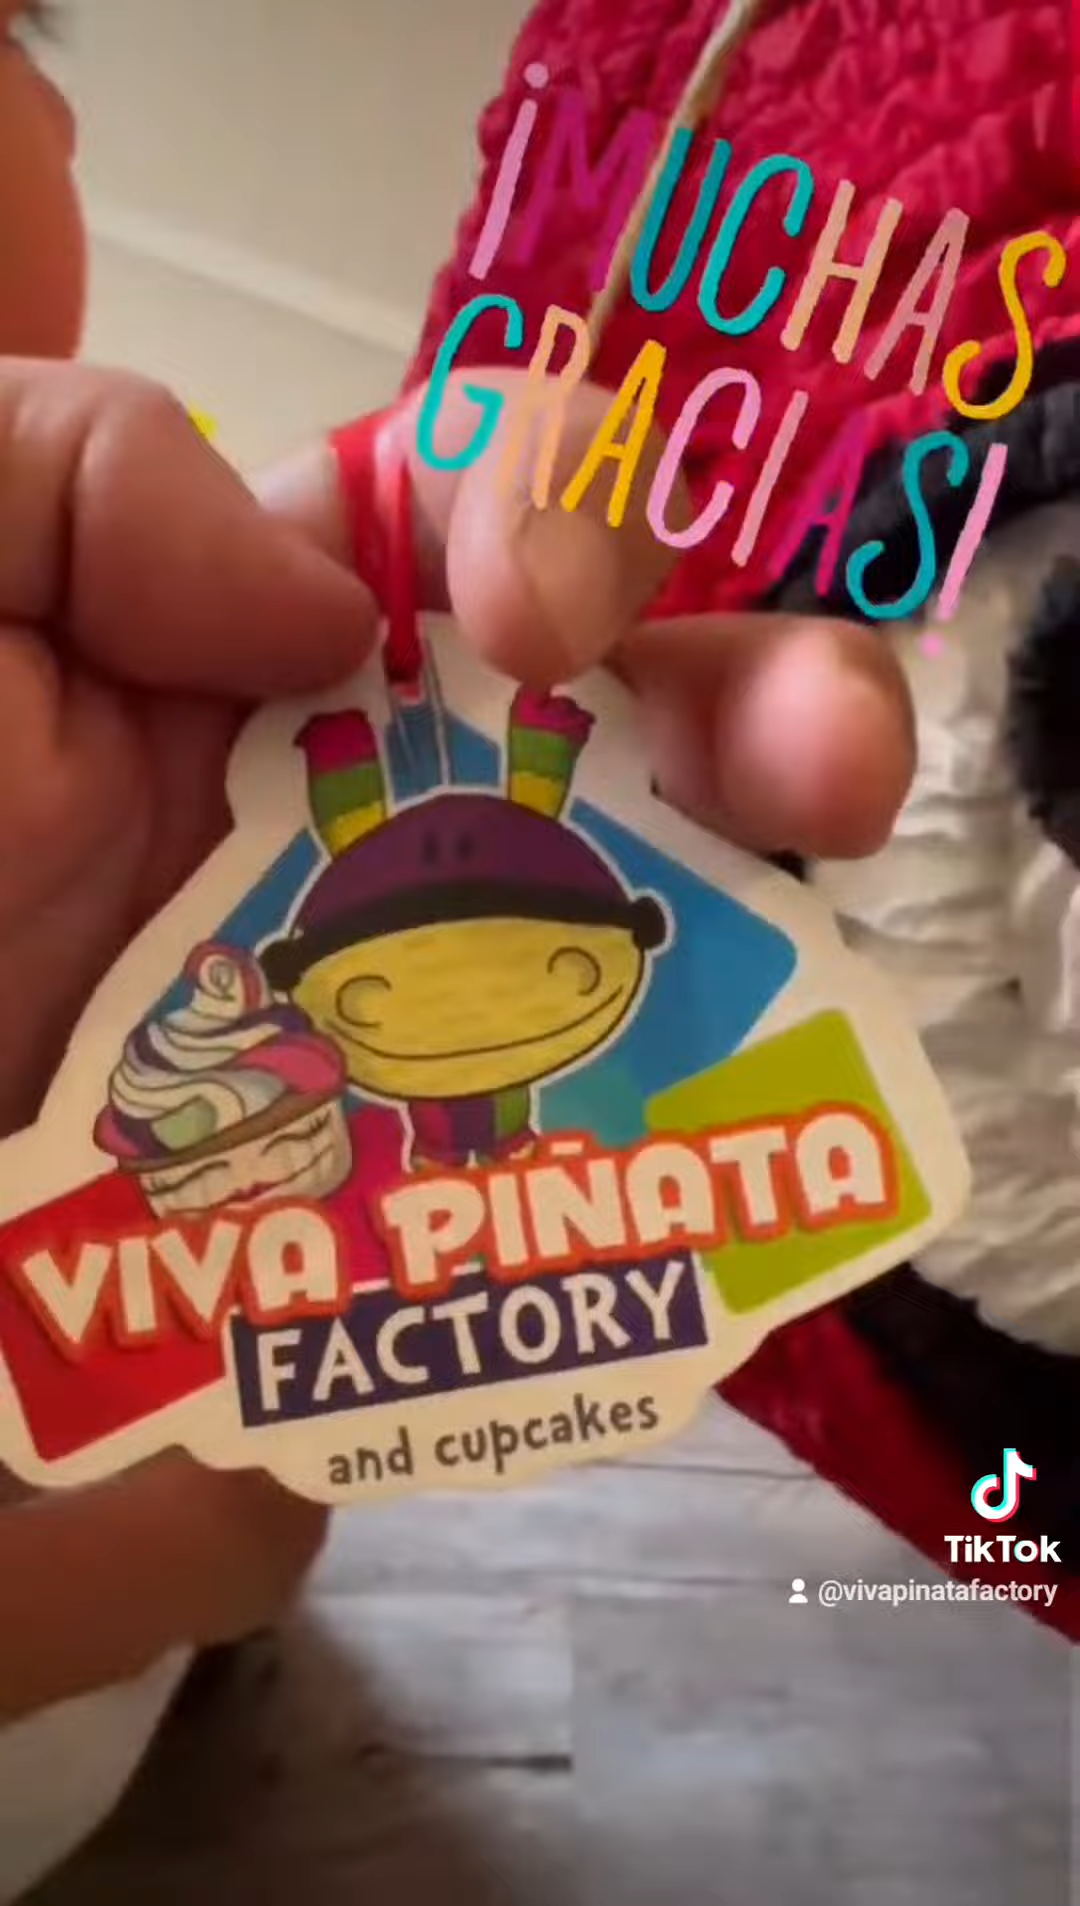 ¡MUCHAS
GRACIAS!
VIVA PIÑATA
FACTORY
and cupcakes
TikTok
@vivapinatafactory